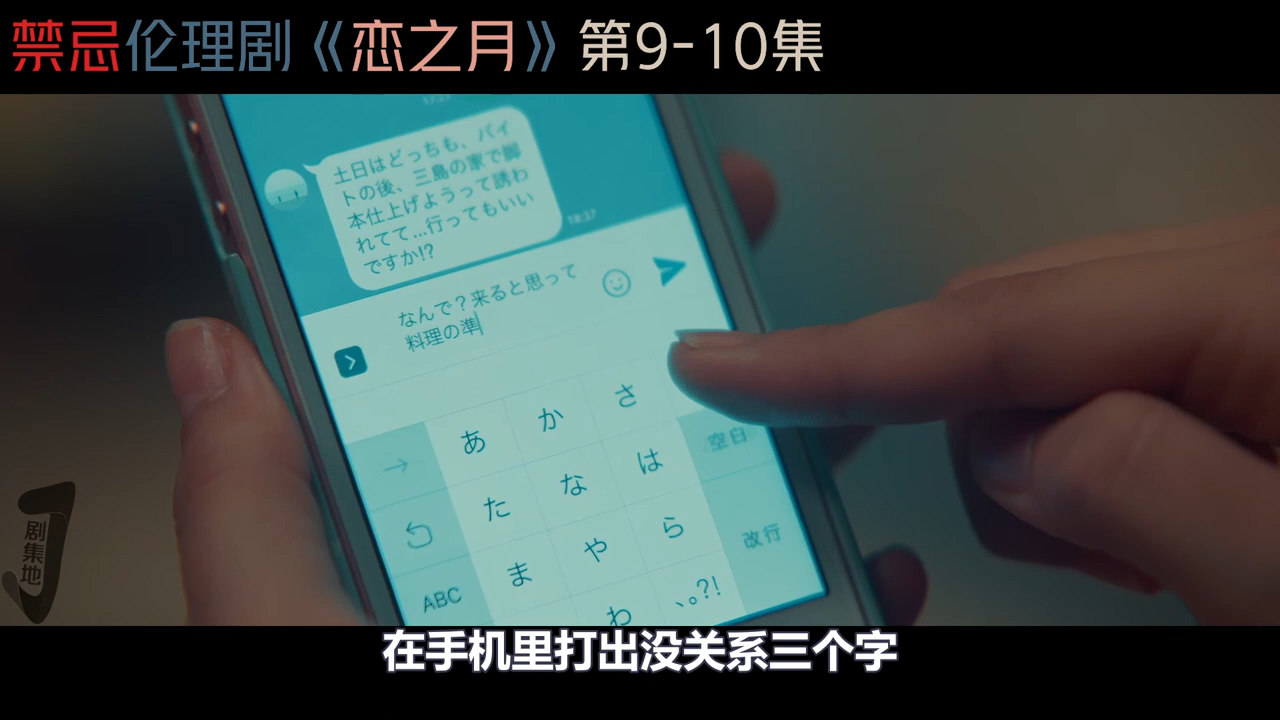 禁忌伦理剧《恋之月》第9-10集
17:27
土日はどっちも、バイ
トの後、三島の家で脚
本仕上げようって誘わ
れてて...行ってもいい
ですか!?
18:37
なんで?来ると思って
料理の準
→
あ
か
さ
た
な
は
空白
ま
や
ら
改行
ABC
わ
、。?!
剧集地
在手机里打出没关系三个字